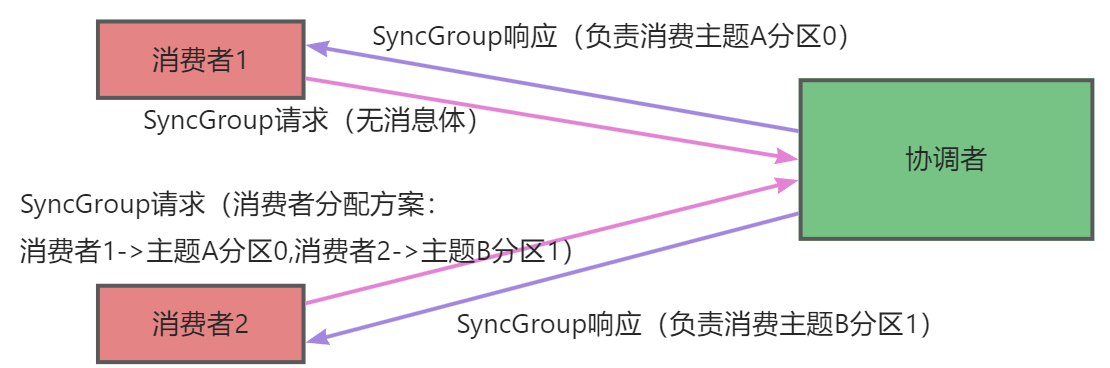 SyncGroup响应（负责消费主题A分区0）
消费者1
SyncGroup请求（无消息体）
协调者
SyncGroup请求（消费者分配方案：
消费者1->主题A分区0,消费者2->主题B分区1）
消费者2
SyncGroup响应（负责消费主题B分区1）